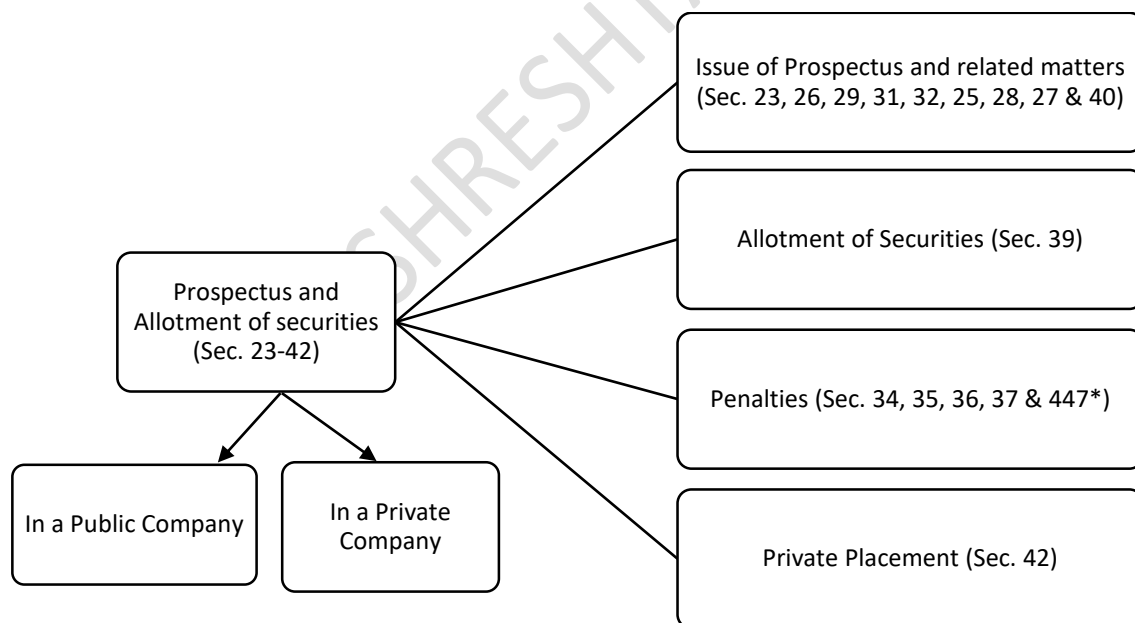 SHRESHTA
Issue of Prospectus and related matters
(Sec. 23, 26, 29, 31, 32, 25, 28, 27 & 40)
Allotment of Securities (Sec. 39)
Prospectus and
Allotment of securities
(Sec. 23-42)
Penalties (Sec. 34, 35, 36, 37 & 447*)
In a Public Company
In a Private
Company
Private Placement (Sec. 42)